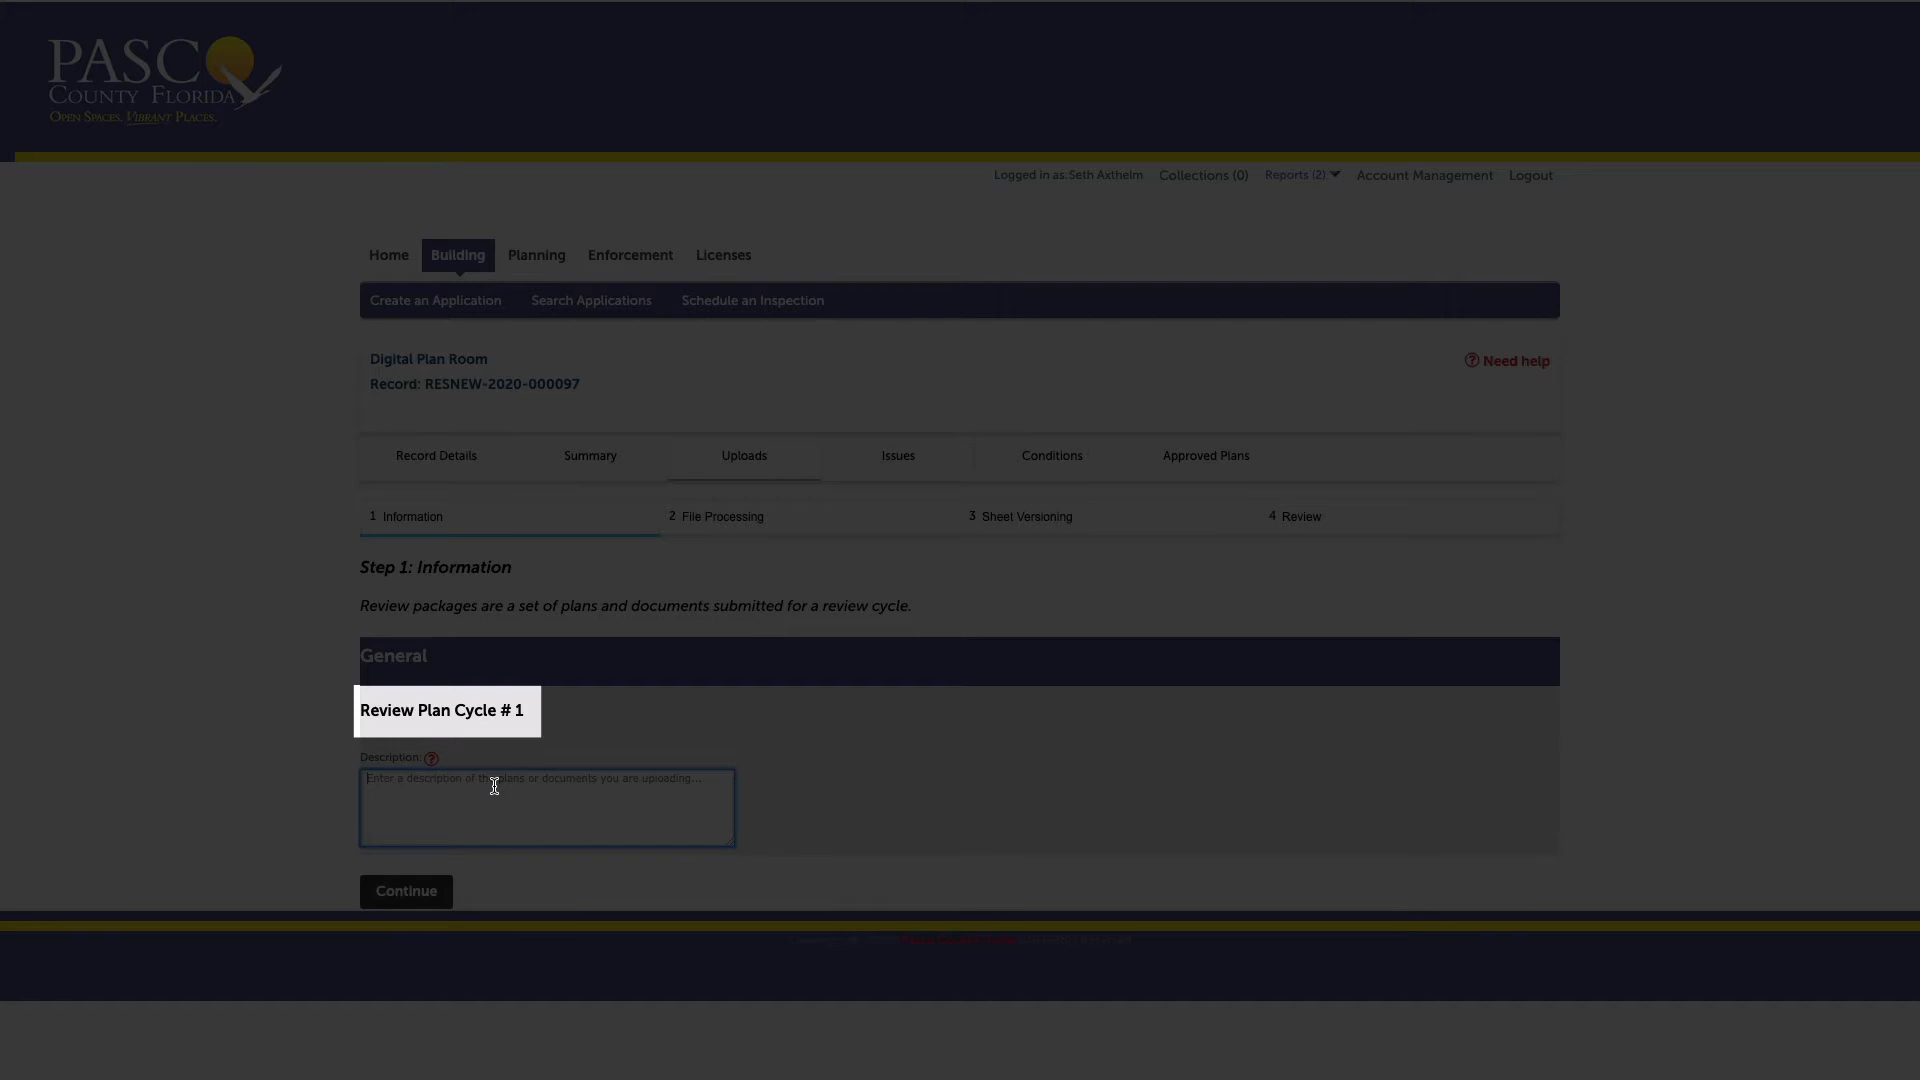 PASCO
COUNTY FLORIDA
OPEN SPACES. VIBRANT PLACES.
Logged in as: Seth Axthelm Collections (0) Reports (2) Account Management Logout
Home Building Planning Enforcement Licenses
Create an Application Search Applications Schedule an Inspection
Digital Plan Room
Need help
Record: RESNEW-2020-000097
Record Details Summary Uploads Issues Conditions Approved Plans
1 Information 2 File Processing 3 Sheet Versioning 4 Review
Step 1: Information
Review packages are a set of plans and documents submitted for a review cycle.
General
Review Plan Cycle # 1
Description:
Enter a description of the plans or documents you are uploading...
Continue